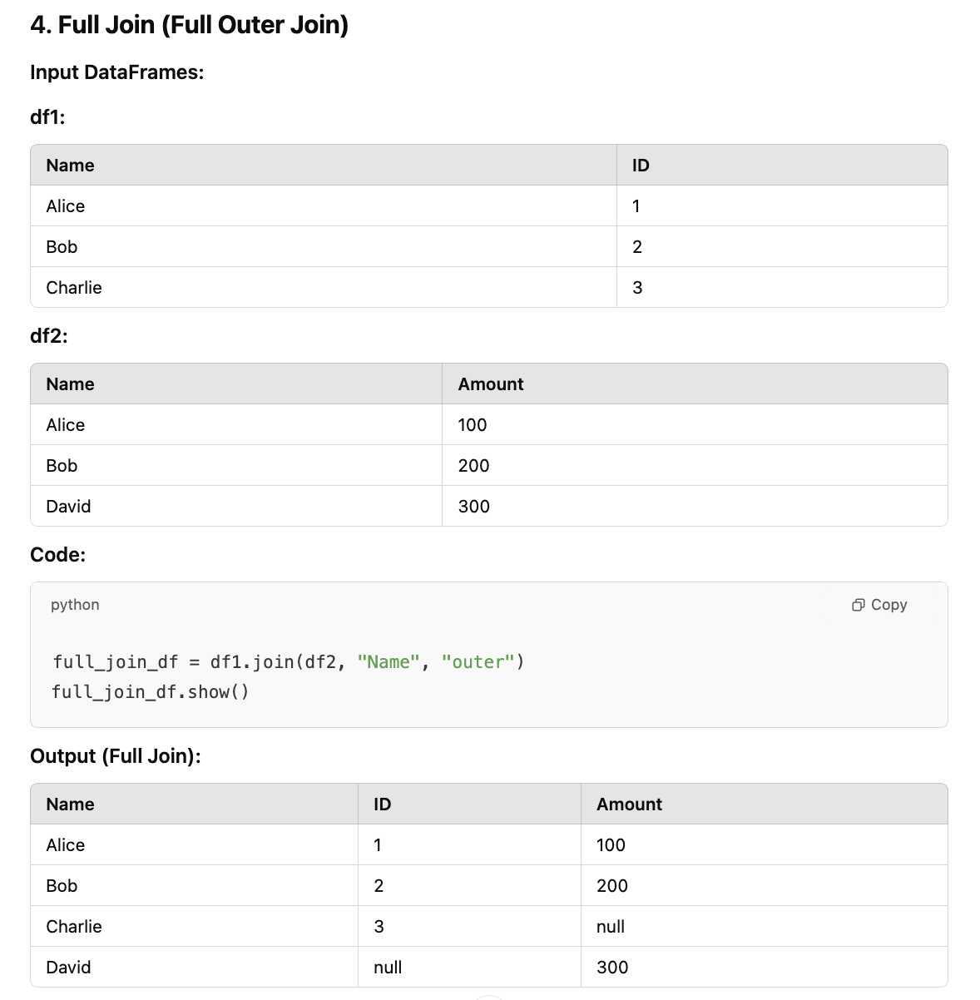 4. Full Join (Full Outer Join)
Input DataFrames:
df1:
Name ID
Alice 1
Bob 2
Charlie 3
df2:
Name Amount
Alice 100
Bob 200
David 300
Code:
python Copy
full_join_df = df1.join(df2, "Name", "outer")
full_join_df.show()
Output (Full Join):
Name ID Amount
Alice 1 100
Bob 2 200
Charlie 3 null
David null 300